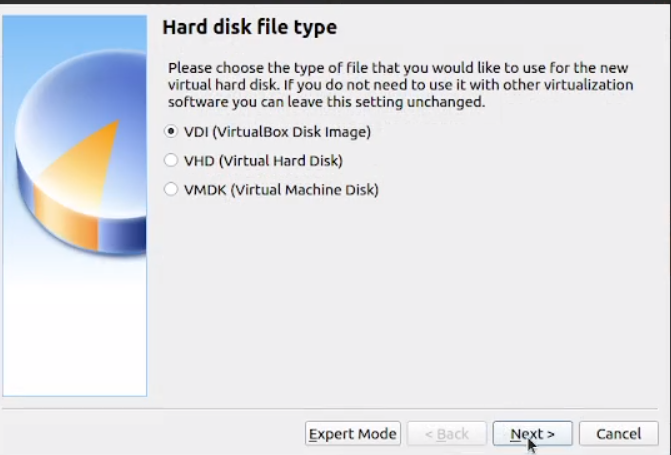 Hard disk file type
Please choose the type of file that you would like to use for the new
virtual hard disk. If you do not need to use it with other virtualization
software you can leave this setting unchanged.
VDI (VirtualBox Disk Image)
VHD (Virtual Hard Disk)
VMDK (Virtual Machine Disk)
Expert Mode < Back Next > Cancel